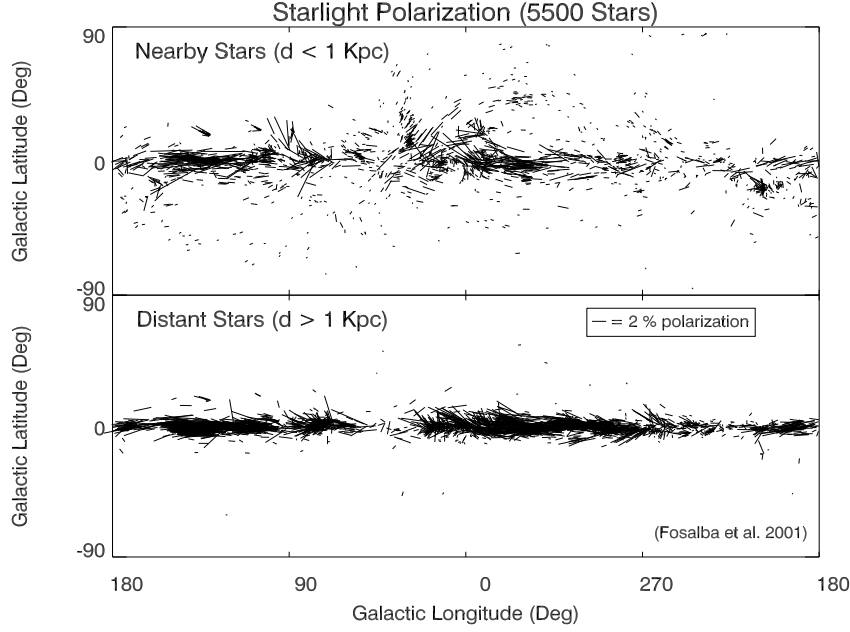 Starlight Polarization (5500 Stars)
90
Nearby Stars (d < 1 Kpc)
Galactic Latitude (Deg)
0
-90
90
Distant Stars (d > 1 Kpc)
— = 2 % polarization
Galactic Latitude (Deg)
0
(Fosalba et al. 2001)
-90
180 90 0 270 180
Galactic Longitude (Deg)